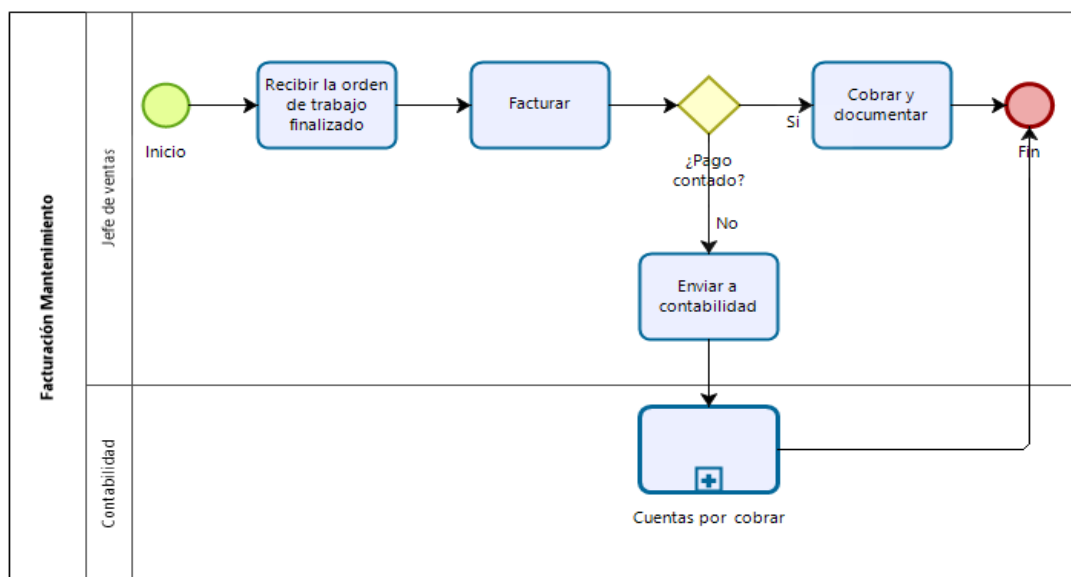 Facturación Mantenimiento
Jefe de ventas
Inicio
Recibir la orden
de trabajo
finalizado
Facturar
¿Pago
contado?
Sí
Cobrar y
documentar
Fin
No
Enviar a
contabilidad
Contabilidad
Cuentas por cobrar